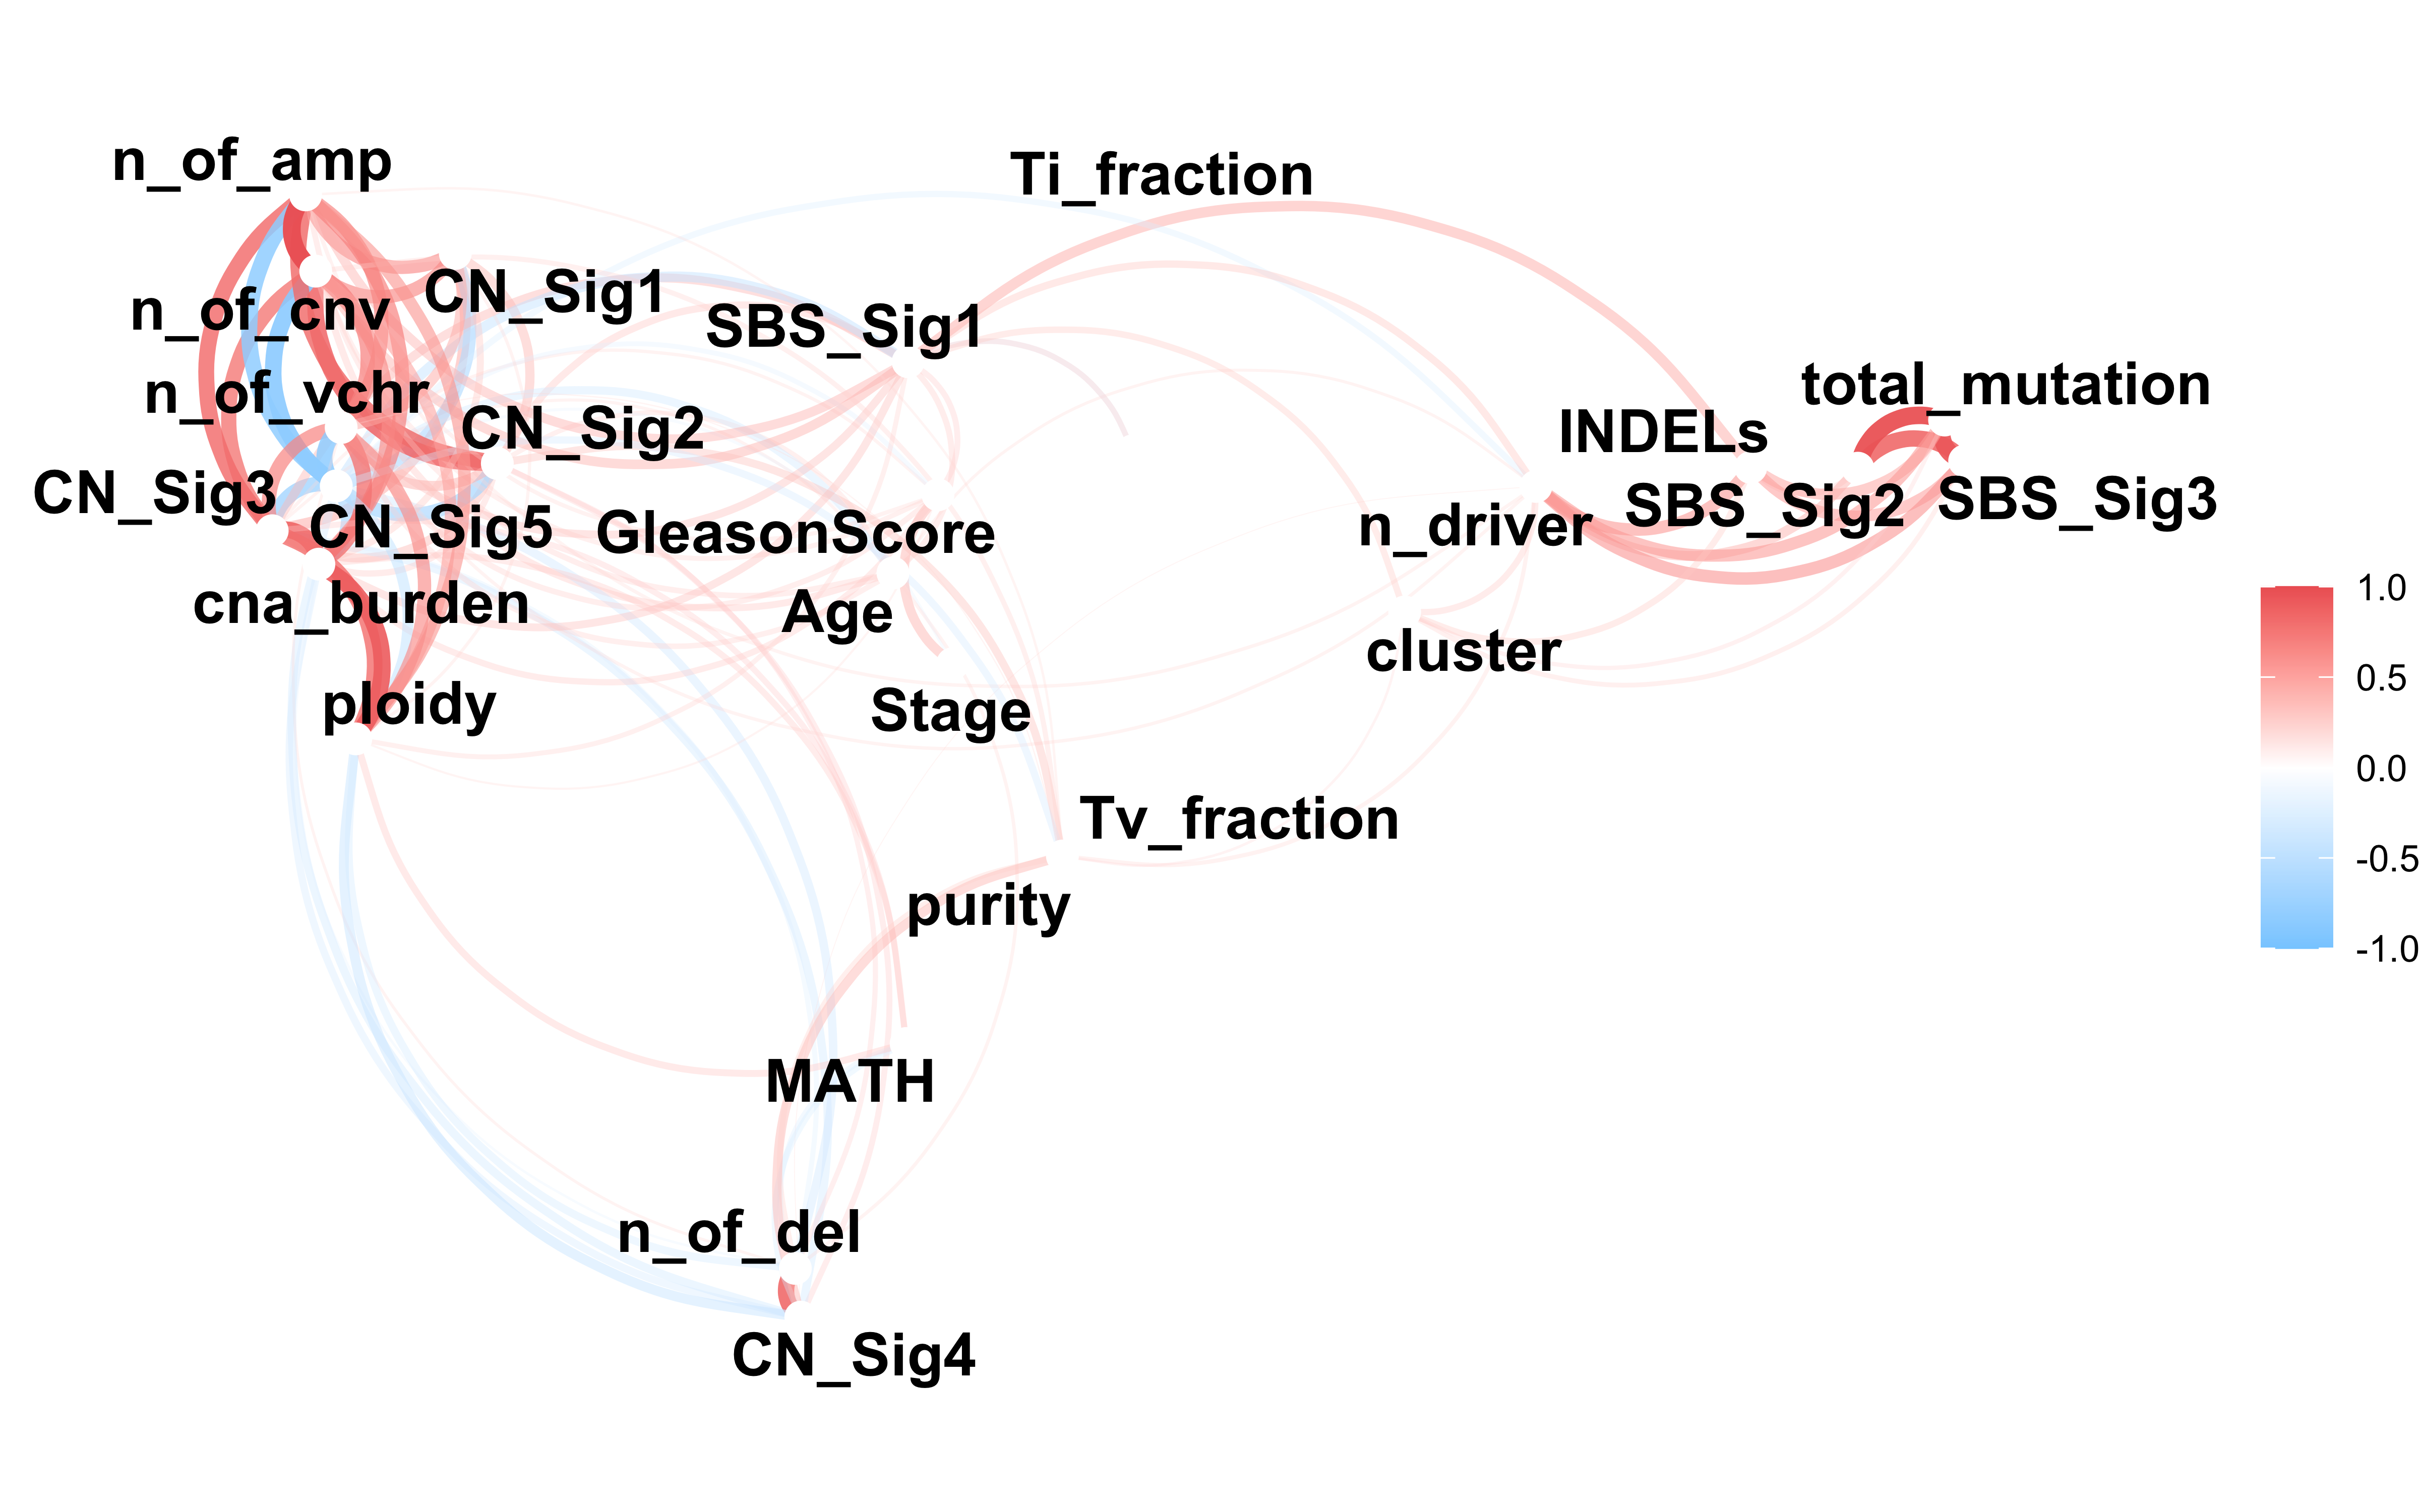 n_of_amp
Ti_fraction
CN_Sig1
n_of_cnv
SBS_Sig1
total_mutation
n_of_vchr
CN_Sig2
INDELs
CN_Sig3
SBS_Sig2
SBS_Sig3
CN_Sig5
GleasonScore
n_driver
cna_burden
Age
cluster
ploidy
Stage
Tv_fraction
purity
MATH
n_of_del
CN_Sig4
1.0
0.5
0.0
-0.5
-1.0